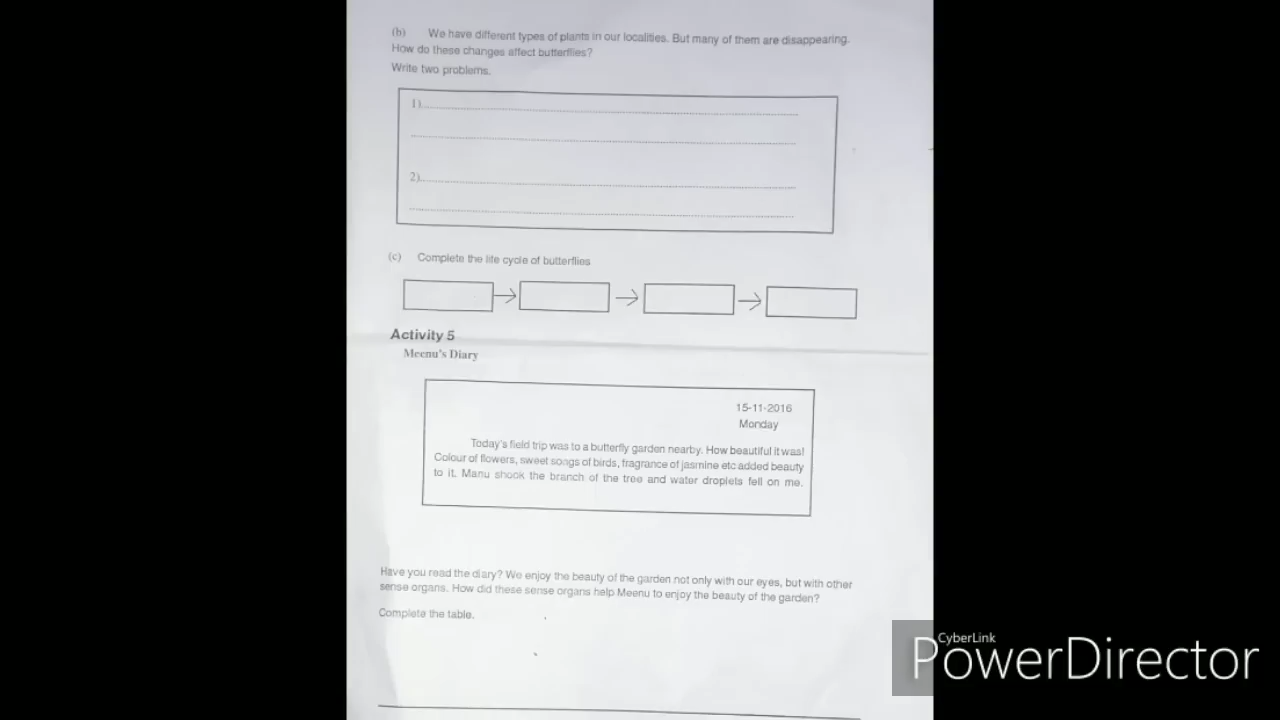 (b) We have different types of plants in our localities. But many of them are disappearing.
How do these changes affect butterflies?
Write two problems.
1)
2)
(c) Complete the life cycle of butterflies
Activity 5
Meenu's Diary
15-11-2016
Monday
Today's field trip was to a butterfly garden nearby. How beautiful it was!
Colour of flowers, sweet songs of birds, fragrance of jasmine etc added beauty
to it. Manu shook the branch of the tree and water droplets fell on me.
Have you read the diary? We enjoy the beauty of the garden not only with our eyes, but with other
sense organs. How did these sense organs help Meenu to enjoy the beauty of the garden?
Complete the table.
CyberLink
PowerDirector